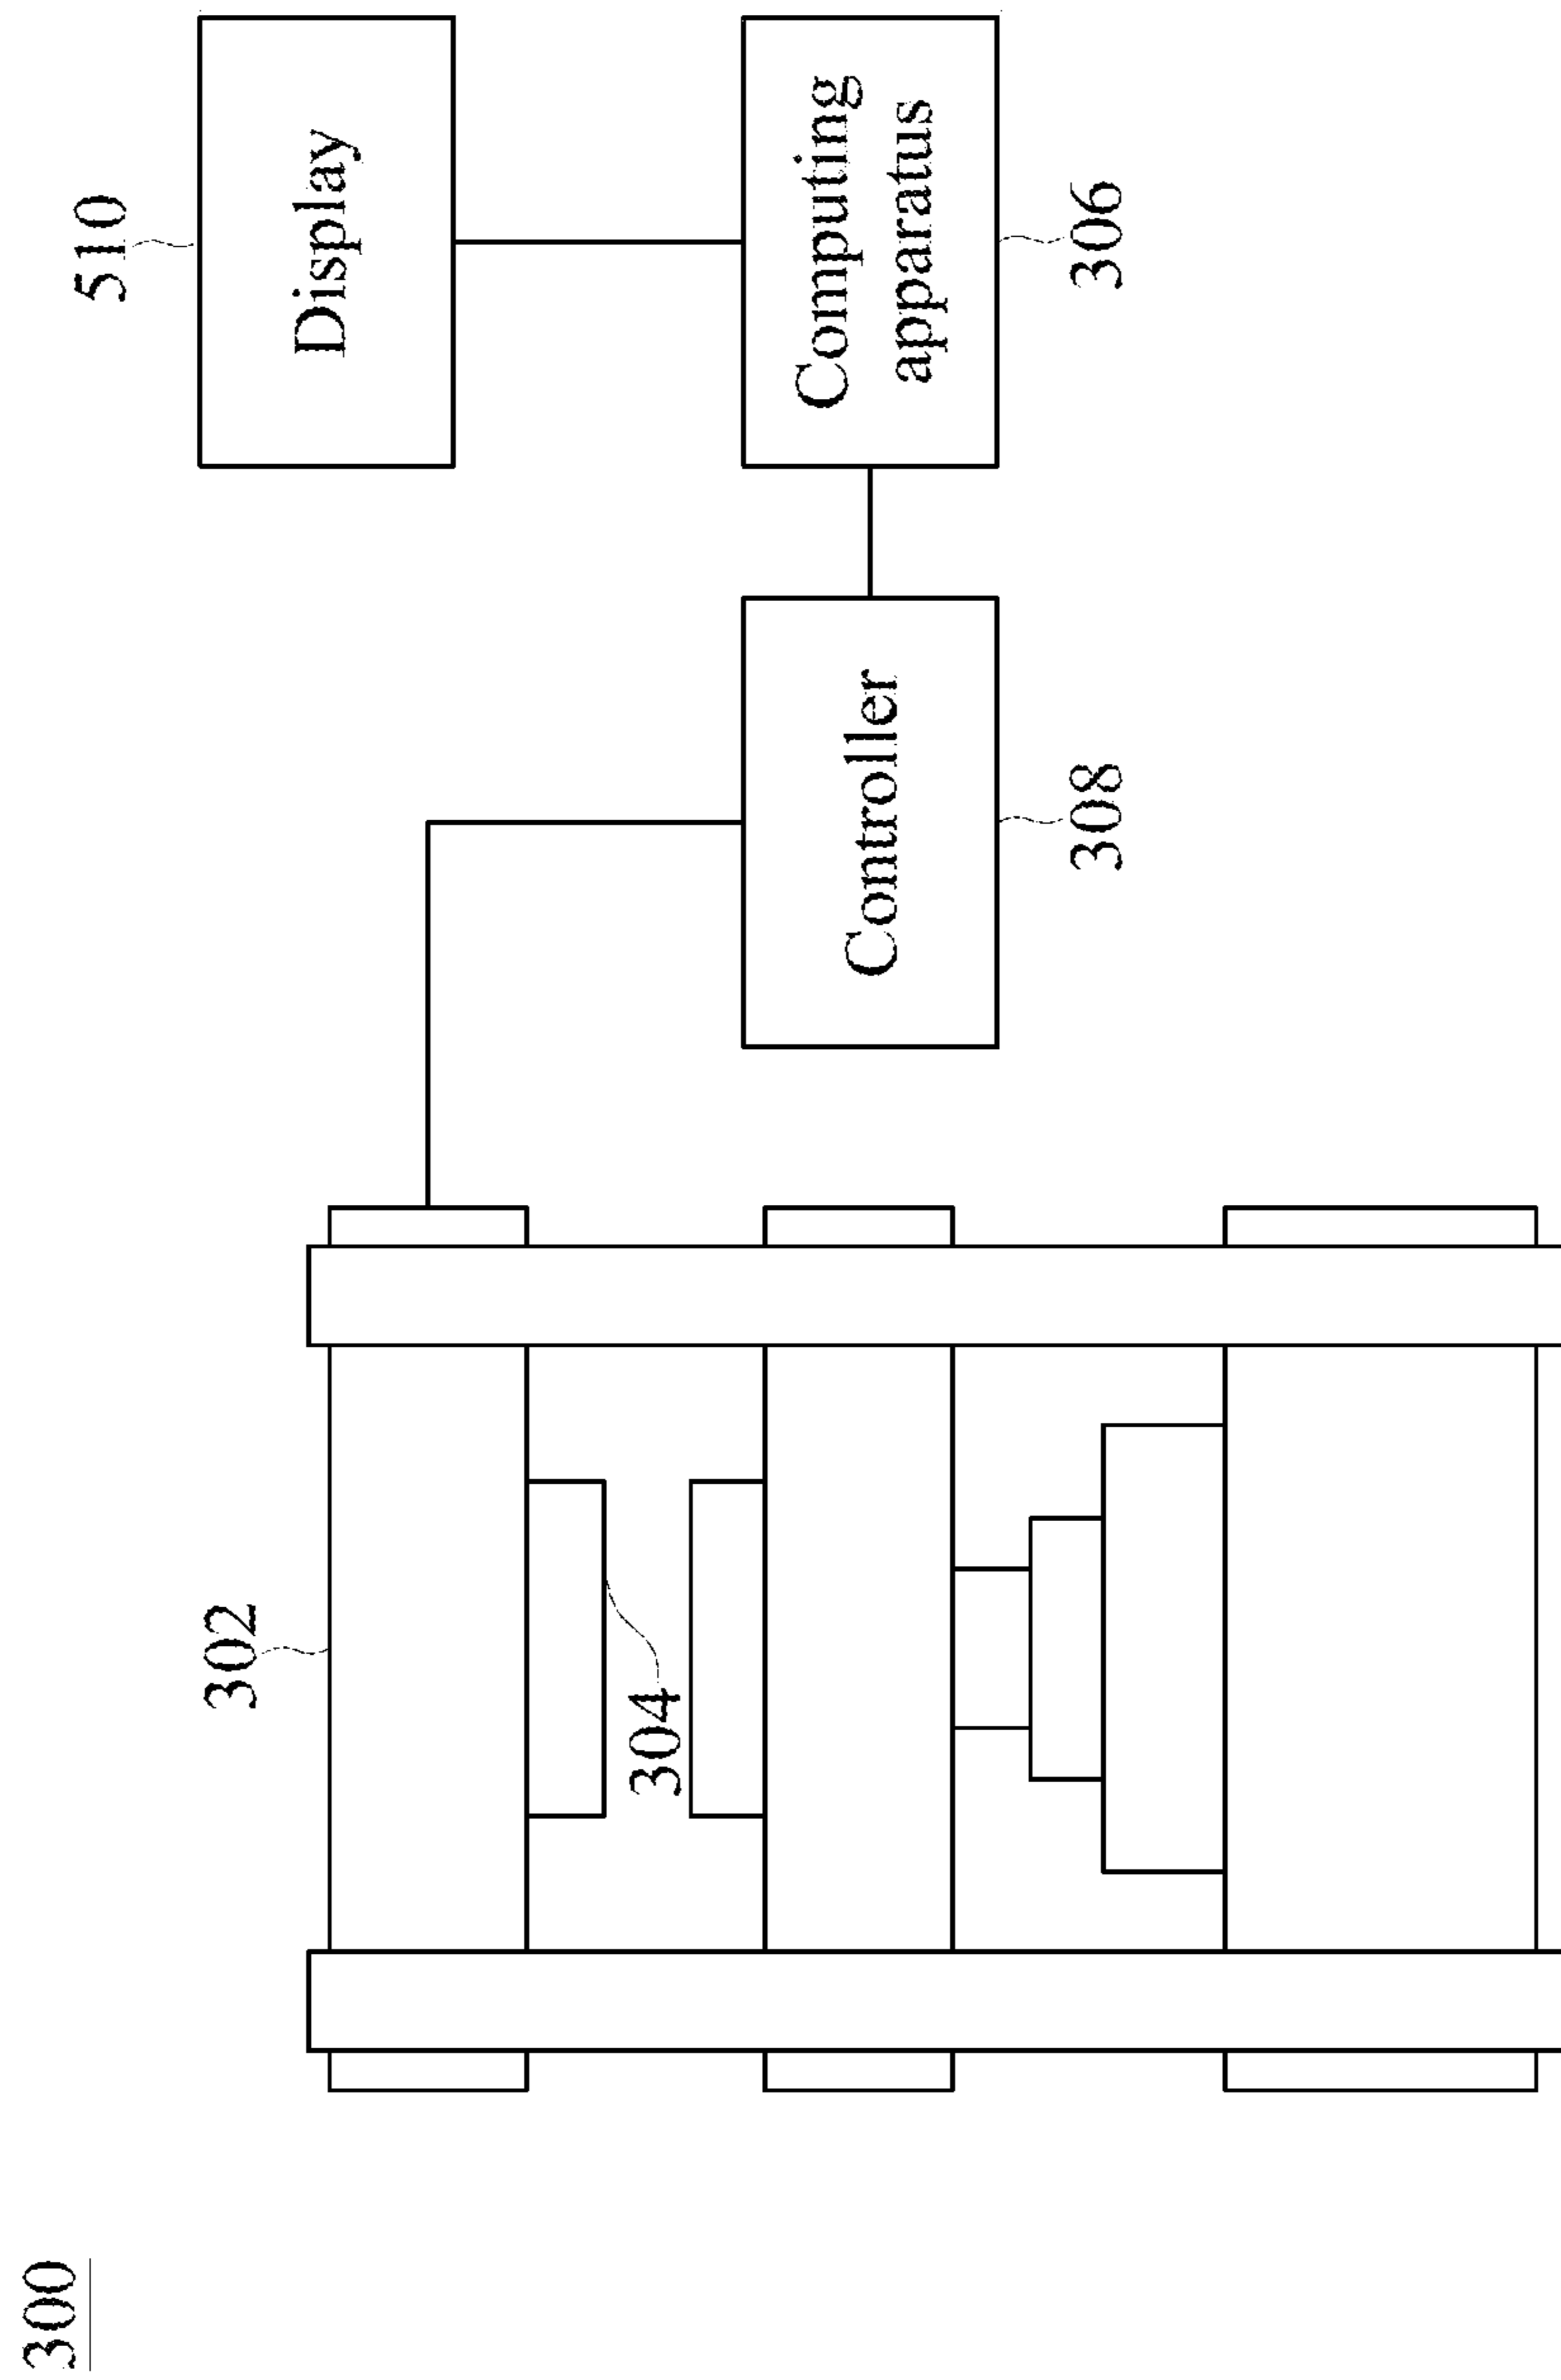 300
302
304
510
Display
Controller
308
Computing
apparatus
306